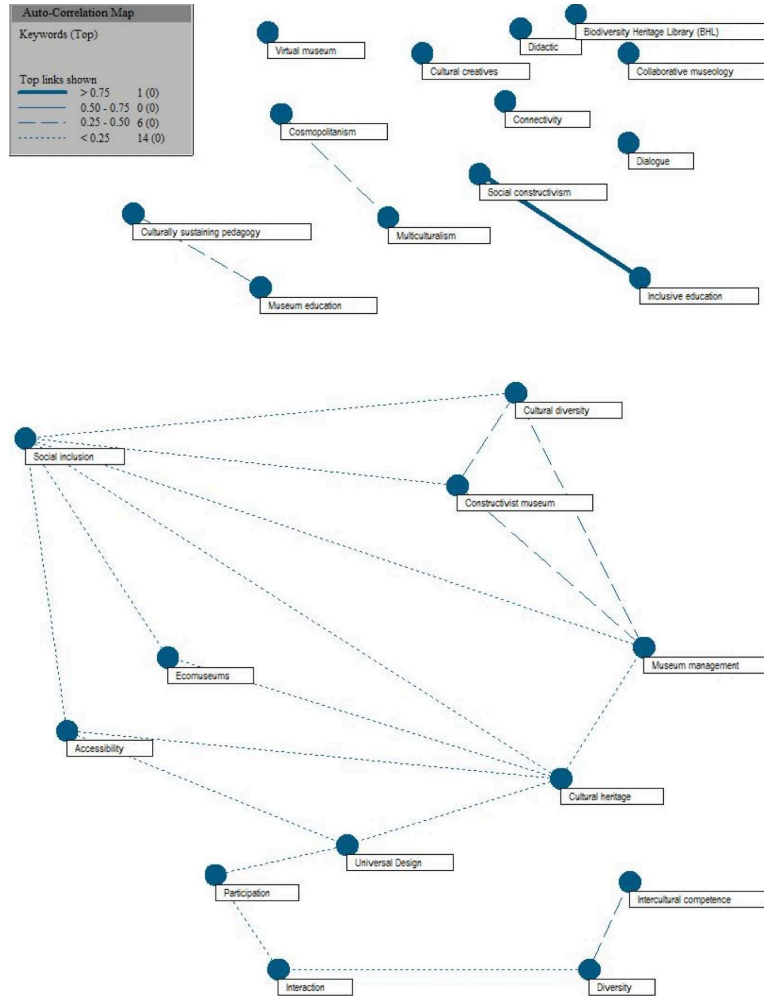 Auto-Correlation Map
Keywords (Top)
Top links shown
> 0.75 1 (0)
0.50 - 0.75 0 (0)
0.25 - 0.50 6 (0)
< 0.25 14 (0)
Virtual museum
Cultural creatives
Didactic
Biodiversity Heritage Library (BHL)
Collaborative museology
Connectivity
Cosmopolitanism
Dialogue
Social constructivism
Culturally sustaining pedagogy
Multiculturalism
Museum education
Inclusive education
Cultural diversity
Social inclusion
Constructivist museum
Ecomuseums
Museum management
Accessibility
Cultural heritage
Universal Design
Participation
Intercultural competence
Interaction
Diversity